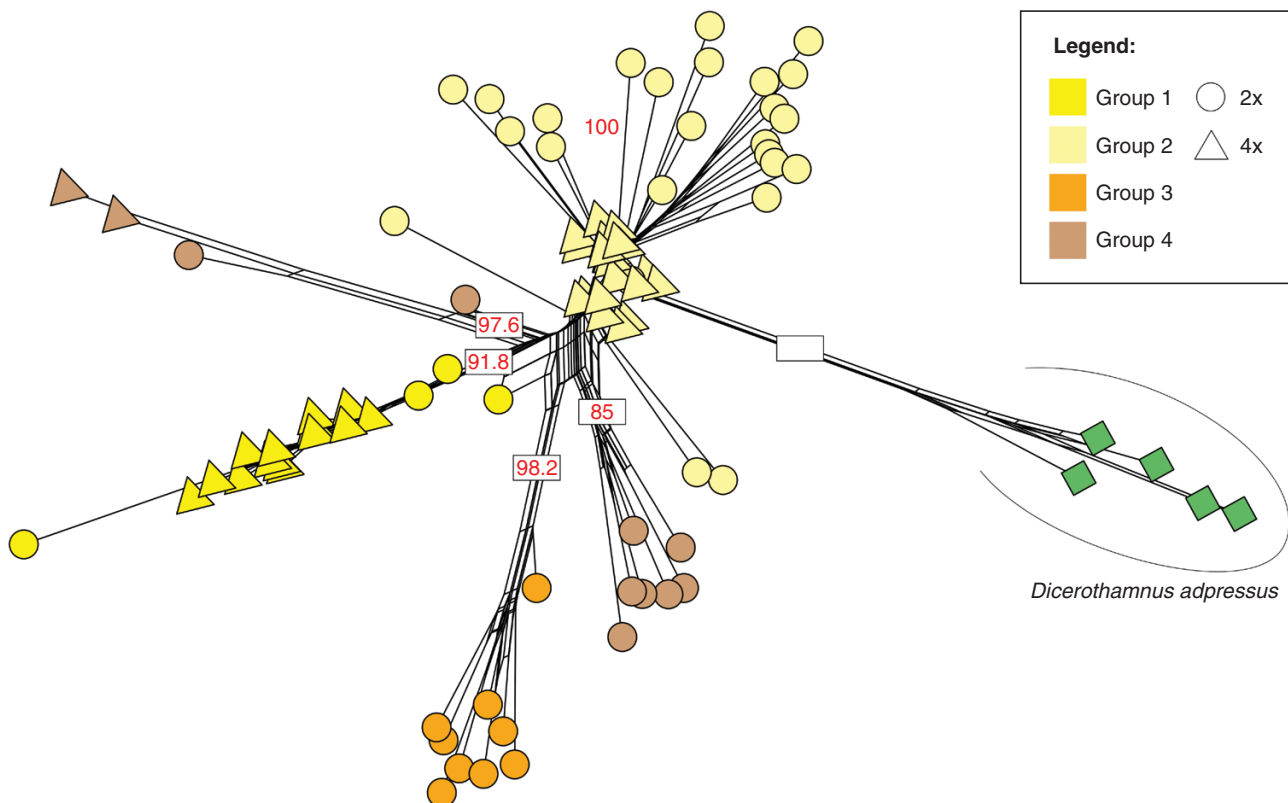 Legend:
Group 1
2x
Group 2
4x
Group 3
Group 4
100
97.6
91.8
85
98.2
Dicerothamnus adpressus